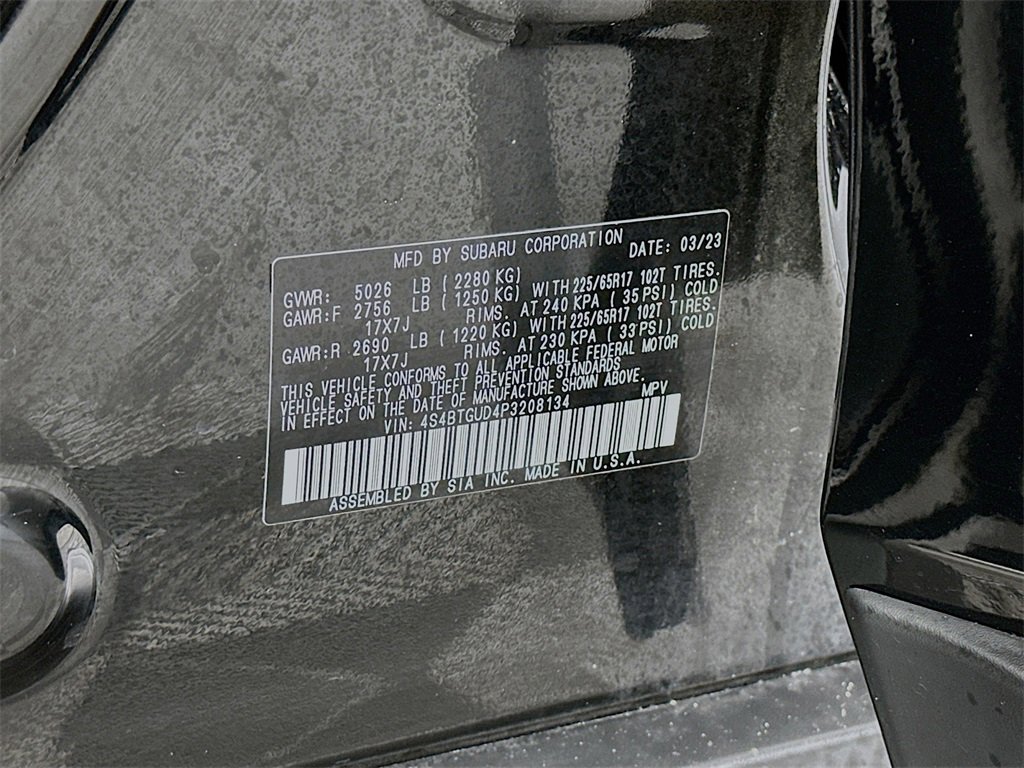 MFD BY SUBARU CORPORATION DATE: 03/23
GVWR: 5026 LB (2280 KG)
GAWR:F 2756 LB (1250 KG) WITH 225/65R17 102T TIRES.
17X7J RIMS. AT 240 KPA (35 PSI) COLD
GAWR:R 2690 LB (1220 KG) WITH 225/65R17 102T TIRES.
17X7J RIMS. AT 230 KPA (33 PSI) COLD
THIS VEHICLE CONFORMS TO ALL APPLICABLE FEDERAL MOTOR
VEHICLE SAFETY AND THEFT PREVENTION STANDARDS
IN EFFECT ON THE DATE OF MANUFACTURE SHOWN ABOVE.
VIN: 4S4BTGUD4P3208134 MPV
ASSEMBLED BY SIA INC. MADE IN U.S.A.